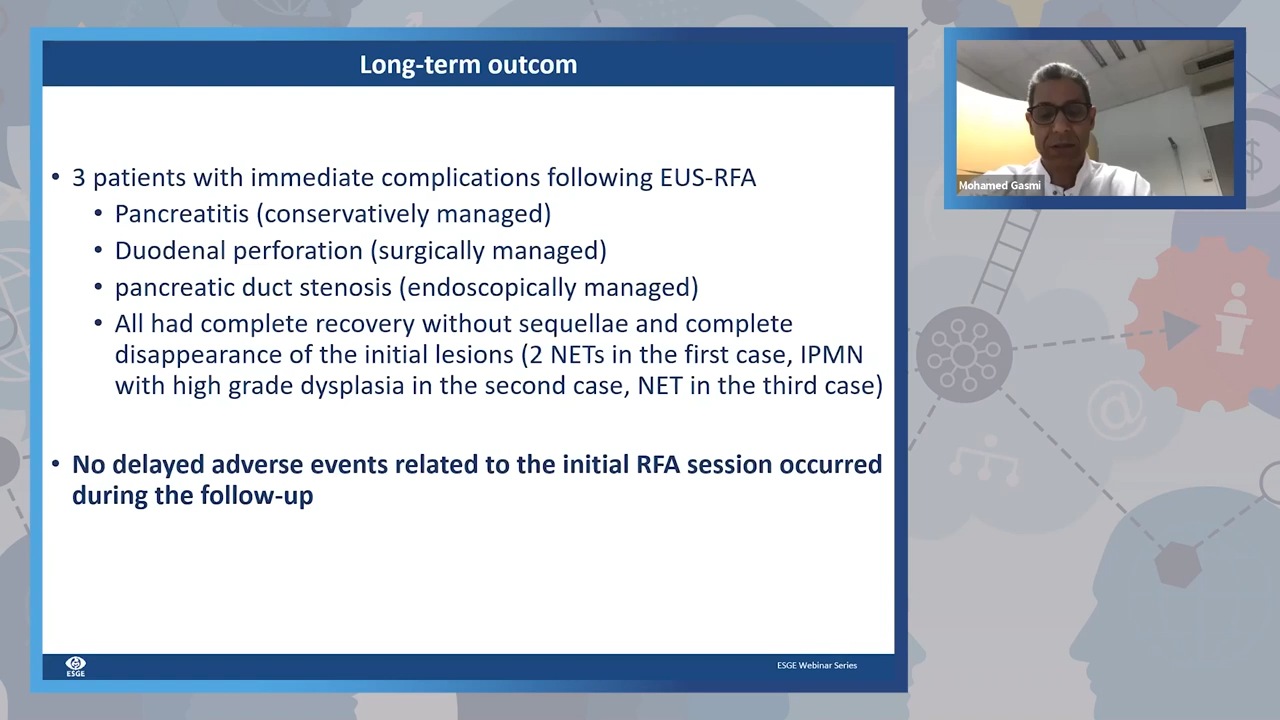 Long-term outcom
• 3 patients with immediate complications following EUS-RFA
• Pancreatitis (conservatively managed)
• Duodenal perforation (surgically managed)
• pancreatic duct stenosis (endoscopically managed)
• All had complete recovery without sequellae and complete
disappearance of the initial lesions (2 NETs in the first case, IPMN
with high grade dysplasia in the second case, NET in the third case)
• No delayed adverse events related to the initial RFA session occurred
during the follow-up
ESGE
ESGE Webinar Series
Mohamed Gasmi